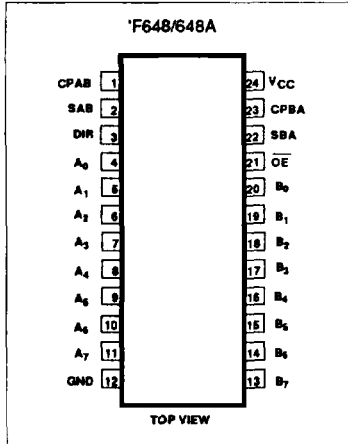 'F648/648A
CPAB 1 24 VCC
SAB 2 23 CPBA
DIR 3 22 SBA
A0 4 21 OE
A1 5 20 B0
A2 6 19 B1
A3 7 18 B2
A4 8 17 B3
A5 9 16 B4
A6 10 15 B5
A7 11 14 B6
GND 12 13 B7
TOP VIEW